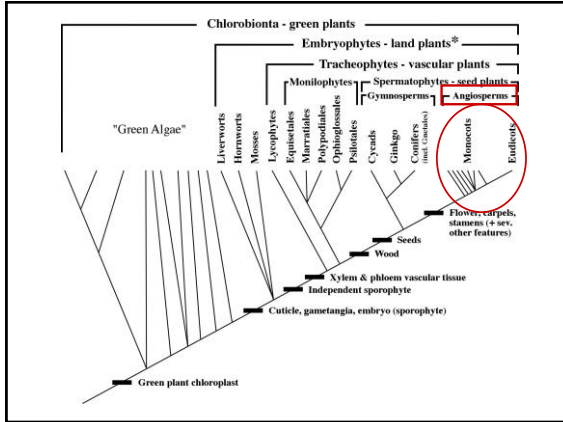 Chlorobionta - green plants
Embryophytes - land plants*
Tracheophytes - vascular plants
Monilophytes
Spermatophytes - seed plants
Gymnosperms
Angiosperms
"Green Algae"
Liverworts
Hornworts
Mosses
Lycophytes
Equisetales
Marratiales
Polypodiales
Ophioglossales
Psilotales
Cycads
Ginkgo
Conifers
(incl. Gnetales)
Monocots
Eudicots
Flower, carpels,
stamens (+ sev.
other features)
Seeds
Wood
Xylem & phloem vascular tissue
Independent sporophyte
Cuticle, gametangia, embryo (sporophyte)
Green plant chloroplast